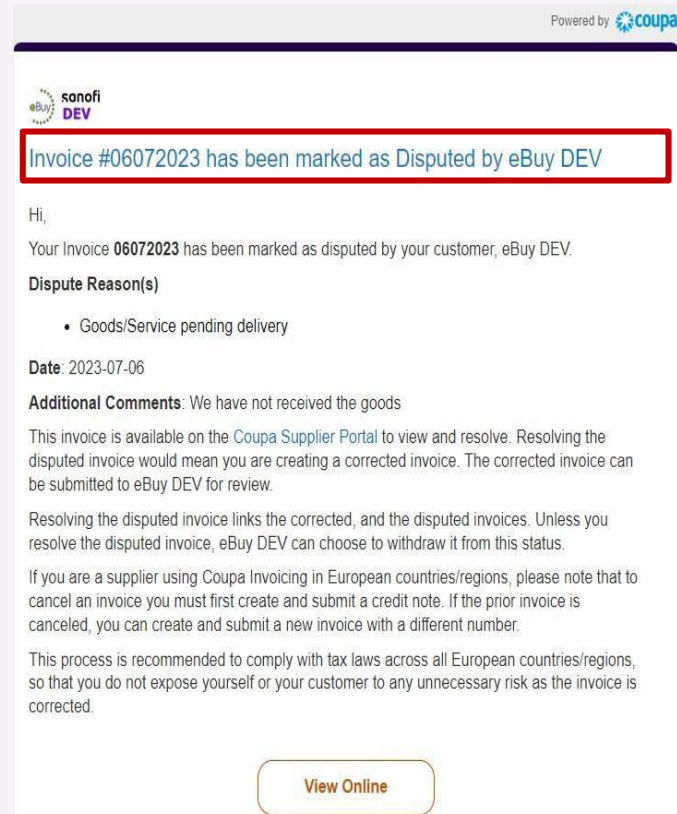 Powered by coupa
eBuy sanofi
DEV
Invoice #06072023 has been marked as Disputed by eBuy DEV
Hi,
Your Invoice 06072023 has been marked as disputed by your customer, eBuy DEV.
Dispute Reason(s)
• Goods/Service pending delivery
Date: 2023-07-06
Additional Comments: We have not received the goods
This invoice is available on the Coupa Supplier Portal to view and resolve. Resolving the
disputed invoice would mean you are creating a corrected invoice. The corrected invoice can
be submitted to eBuy DEV for review.
Resolving the disputed invoice links the corrected, and the disputed invoices. Unless you
resolve the disputed invoice, eBuy DEV can choose to withdraw it from this status.
If you are a supplier using Coupa Invoicing in European countries/regions, please note that to
cancel an invoice you must first create and submit a credit note. If the prior invoice is
canceled, you can create and submit a new invoice with a different number.
This process is recommended to comply with tax laws across all European countries/regions,
so that you do not expose yourself or your customer to any unnecessary risk as the invoice is
corrected.
View Online